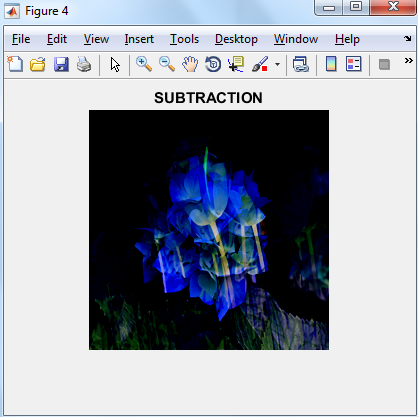 Figure 4
File Edit View Insert Tools Desktop Window Help
SUBTRACTION